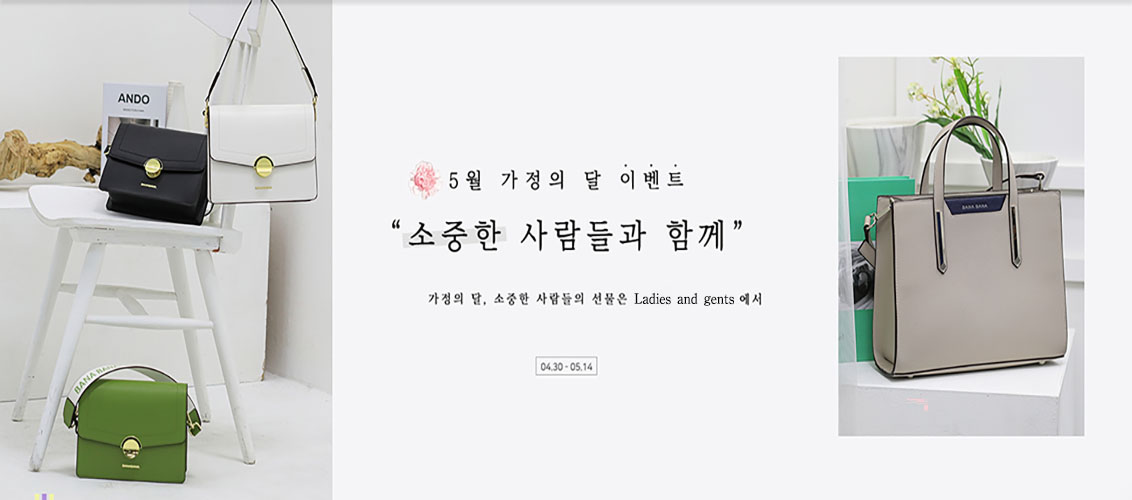 ANDO
5월 가정의 달 이벤트
“소중한 사람들과 함께”
가정의 달, 소중한 사람들의 선물은 Ladies and gents 에서
04.30 - 05.14
BANA BANA
BANA BANA